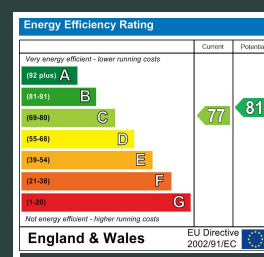 Energy Efficiency Rating
Current Potentia
Very energy efficient - lower running costs
(92 plus) A
(81-91) B
(69-80) C
(55-68) D
(39-54) E
(21-38) F
(1-20) G
77
81
Not energy efficient - higher running costs
England & Wales
EU Directive
2002/91/EC